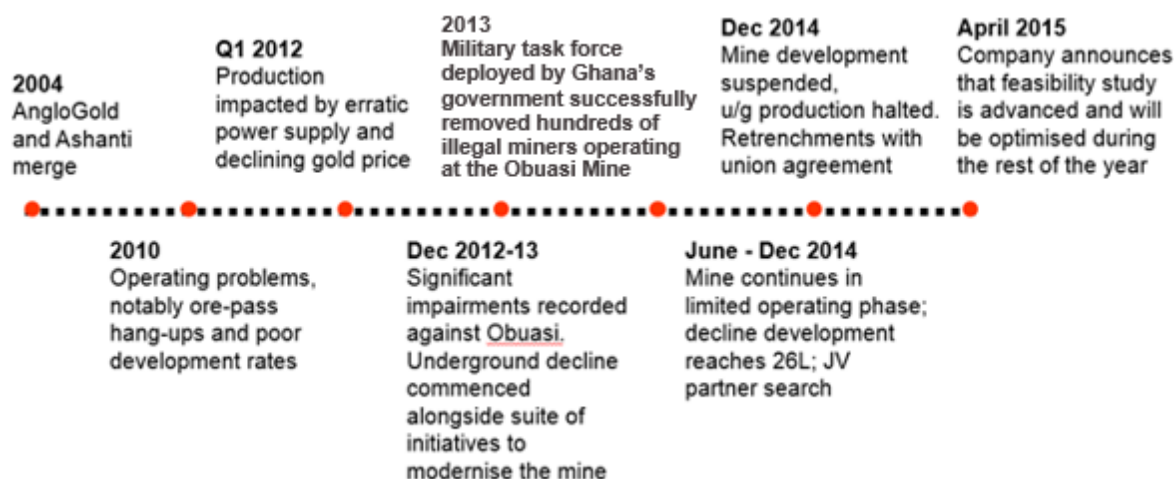 2004
AngloGold
and Ashanti
merge
Q1 2012
Production
impacted by erratic
power supply and
declining gold price
2013
Military task force
deployed by Ghana's
government successfully
removed hundreds of
illegal miners operating
at the Obuasi Mine
Dec 2014
Mine development
suspended,
u/g production halted.
Retrenchments with
union agreement
April 2015
Company announces
that feasibility study
is advanced and will
be optimised during
the rest of the year
2010
Operating problems,
notably ore-pass
hang-ups and poor
development rates
Dec 2012-13
Significant
impairments recorded
against Obuasi.
Underground decline
commenced
alongside suite of
initiatives to
modernise the mine
June - Dec 2014
Mine continues in
limited operating phase;
decline development
reaches 26L; JV
partner search